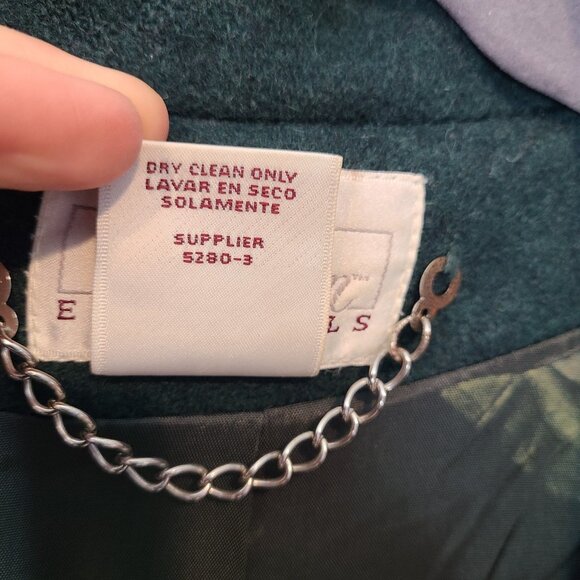 DRY CLEAN ONLY
LAVAR EN SECO
SOLAMENTE
SUPPLIER
5280-3